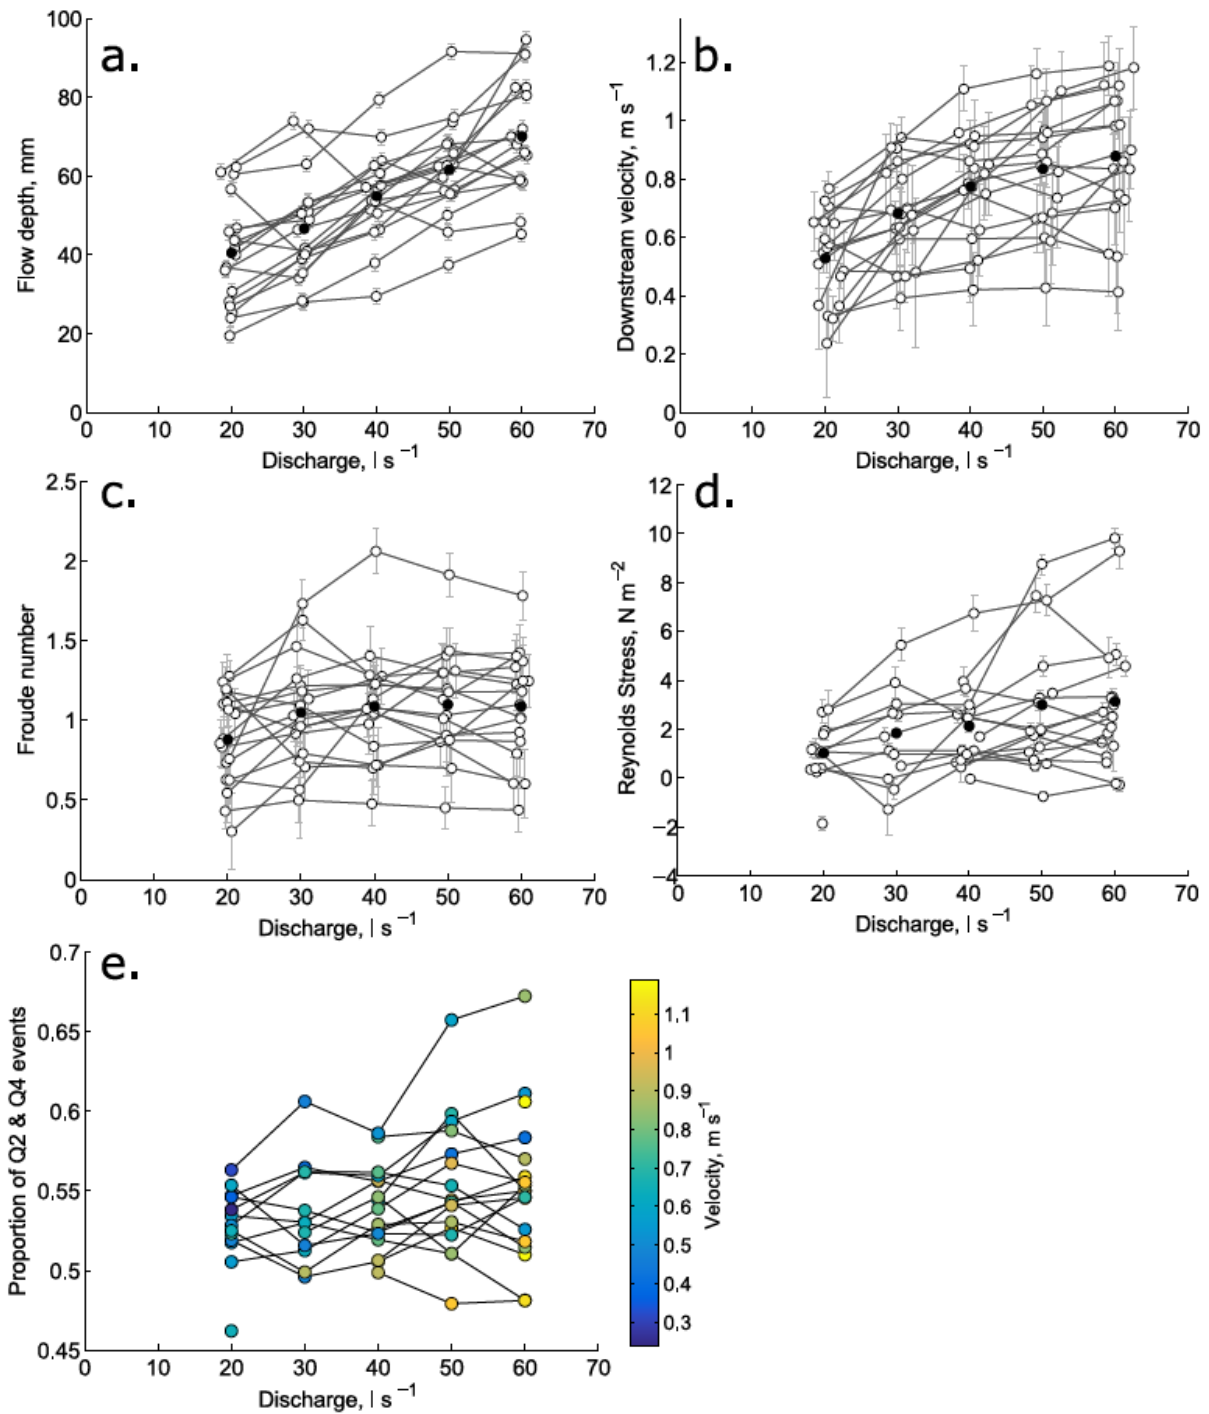 a.
100
80
60
40
20
0
Flow depth, mm
0 10 20 30 40 50 60 70
Discharge, l s⁻¹
b.
1.2
1
0.8
0.6
0.4
0.2
0
Downstream velocity, m s⁻¹
0 10 20 30 40 50 60 70
Discharge, l s⁻¹
c.
2.5
2
1.5
1
0.5
0
Froude number
0 10 20 30 40 50 60 70
Discharge, l s⁻¹
d.
12
10
8
6
4
2
0
−2
−4
Reynolds Stress, N m⁻²
0 10 20 30 40 50 60 70
Discharge, l s⁻¹
e.
0.7
0.65
0.6
0.55
0.5
0.45
Proportion of Q2 & Q4 events
0 10 20 30 40 50 60 70
Discharge, l s⁻¹
1.1
1
0.9
0.8
0.7
0.6
0.5
0.4
0.3
Velocity, m s⁻¹